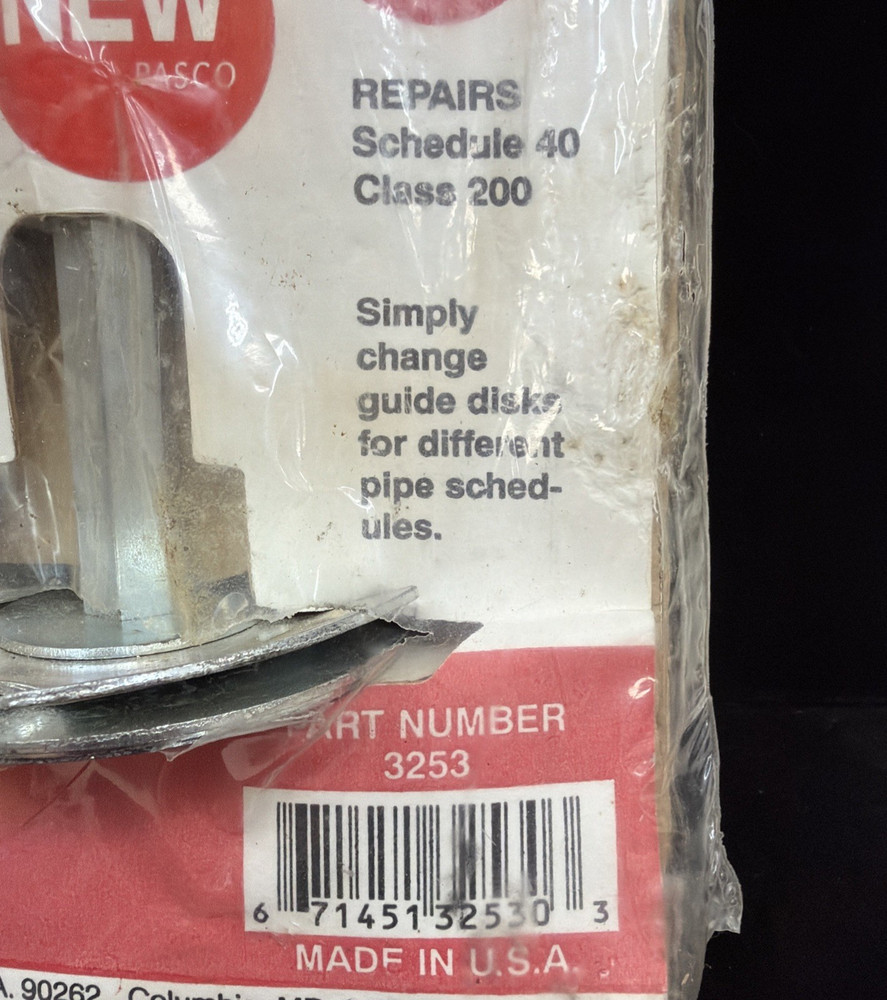 NEW
PASCO
REPAIRS
Schedule 40
Class 200
Simply
change
guide disks
for different
pipe sched-
ules.
PART NUMBER
3253
6 71451 32530 3
MADE IN U.S.A.
A. 90262